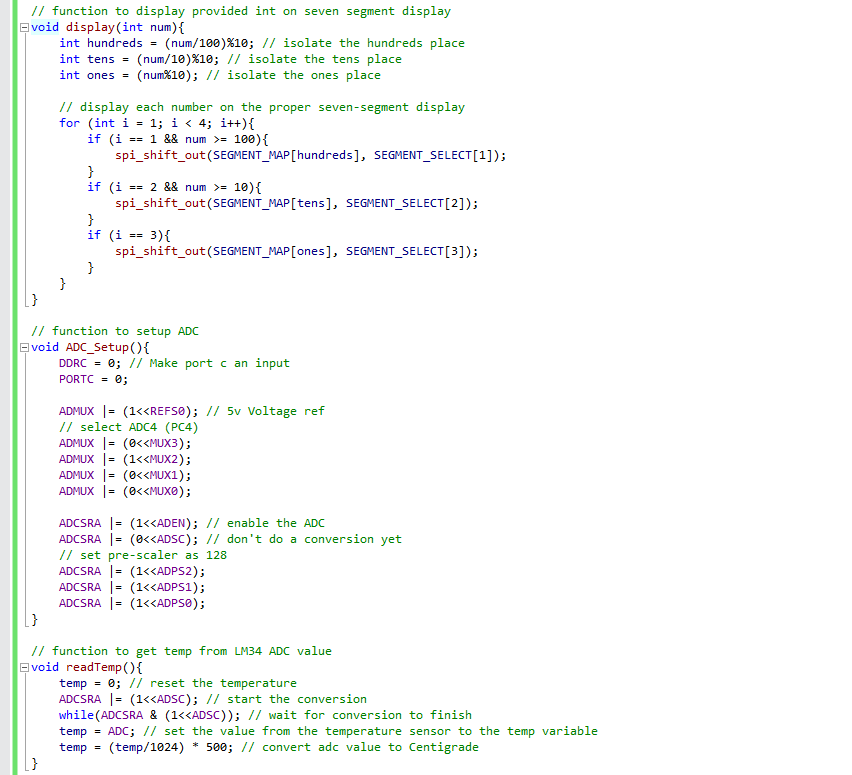 // function to display provided int on seven segment display
void display(int num){
    int hundreds = (num/100)%10; // isolate the hundreds place
    int tens = (num/10)%10; // isolate the tens place
    int ones = (num%10); // isolate the ones place

    // display each number on the proper seven-segment display
    for (int i = 1; i < 4; i++){
        if (i == 1 && num >= 100){
            spi_shift_out(SEGMENT_MAP[hundreds], SEGMENT_SELECT[1]);
        }
        if (i == 2 && num >= 10){
            spi_shift_out(SEGMENT_MAP[tens], SEGMENT_SELECT[2]);
        }
        if (i == 3){
            spi_shift_out(SEGMENT_MAP[ones], SEGMENT_SELECT[3]);
        }
    }
}

// function to setup ADC
void ADC_Setup(){
    DDRC = 0; // Make port c an input
    PORTC = 0;

    ADMUX |= (1<<REFS0); // 5v Voltage ref
    // select ADC4 (PC4)
    ADMUX |= (0<<MUX3);
    ADMUX |= (1<<MUX2);
    ADMUX |= (0<<MUX1);
    ADMUX |= (0<<MUX0);

    ADCSRA |= (1<<ADEN); // enable the ADC
    ADCSRA |= (0<<ADSC); // don't do a conversion yet
    // set pre-scaler as 128
    ADCSRA |= (1<<ADPS2);
    ADCSRA |= (1<<ADPS1);
    ADCSRA |= (1<<ADPS0);
}

// function to get temp from LM34 ADC value
void readTemp(){
    temp = 0; // reset the temperature
    ADCSRA |= (1<<ADSC); // start the conversion
    while(ADCSRA & (1<<ADSC)); // wait for conversion to finish
    temp = ADC; // set the value from the temperature sensor to the temp variable
    temp = (temp/1024) * 500; // convert adc value to Centigrade
}